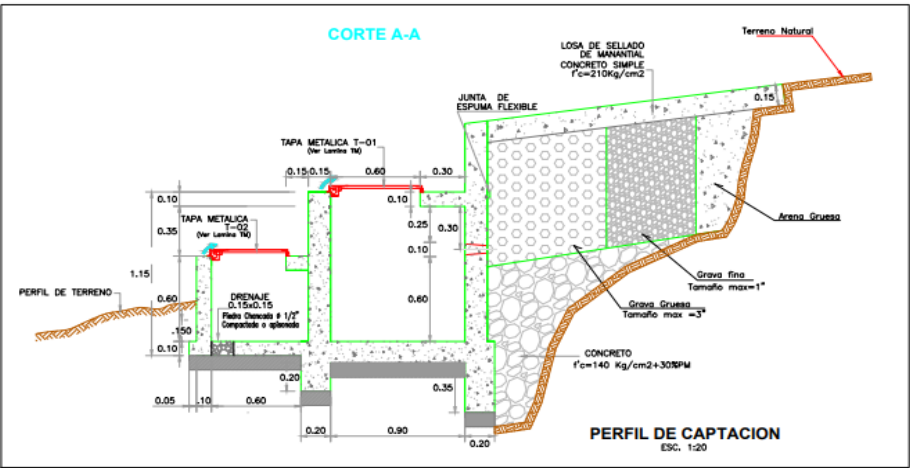 CORTE A-A
Terreno Natural
LOSA DE SELLADO
DE MANANTIAL
CONCRETO SIMPLE
f'c=210Kg/cm2
JUNTA DE
ESPUMA FLEXIBLE
0.15
TAPA METALICA T-01
(Ver Lamina TM)
0.15
0.15
0.60
0.30
0.10
0.10
0.35
TAPA METALICA
T-02
(Ver Lamina TM)
0.25
0.30
0.10
Arena Gruesa
1.15
Grava fina
Tamaño max=1"
PERFIL DE TERRENO
0.60
DRENAJE
0.15x0.15
Piedra Chancada ø 1/2"
Compactada o apisonada
0.60
Grava Gruesa
Tamaño max =3"
.150
0.10
CONCRETO
f'c=140 Kg/cm2+30%PM
0.20
0.35
0.05
.10
0.60
0.20
0.90
0.20
PERFIL DE CAPTACION
ESC. 1:20